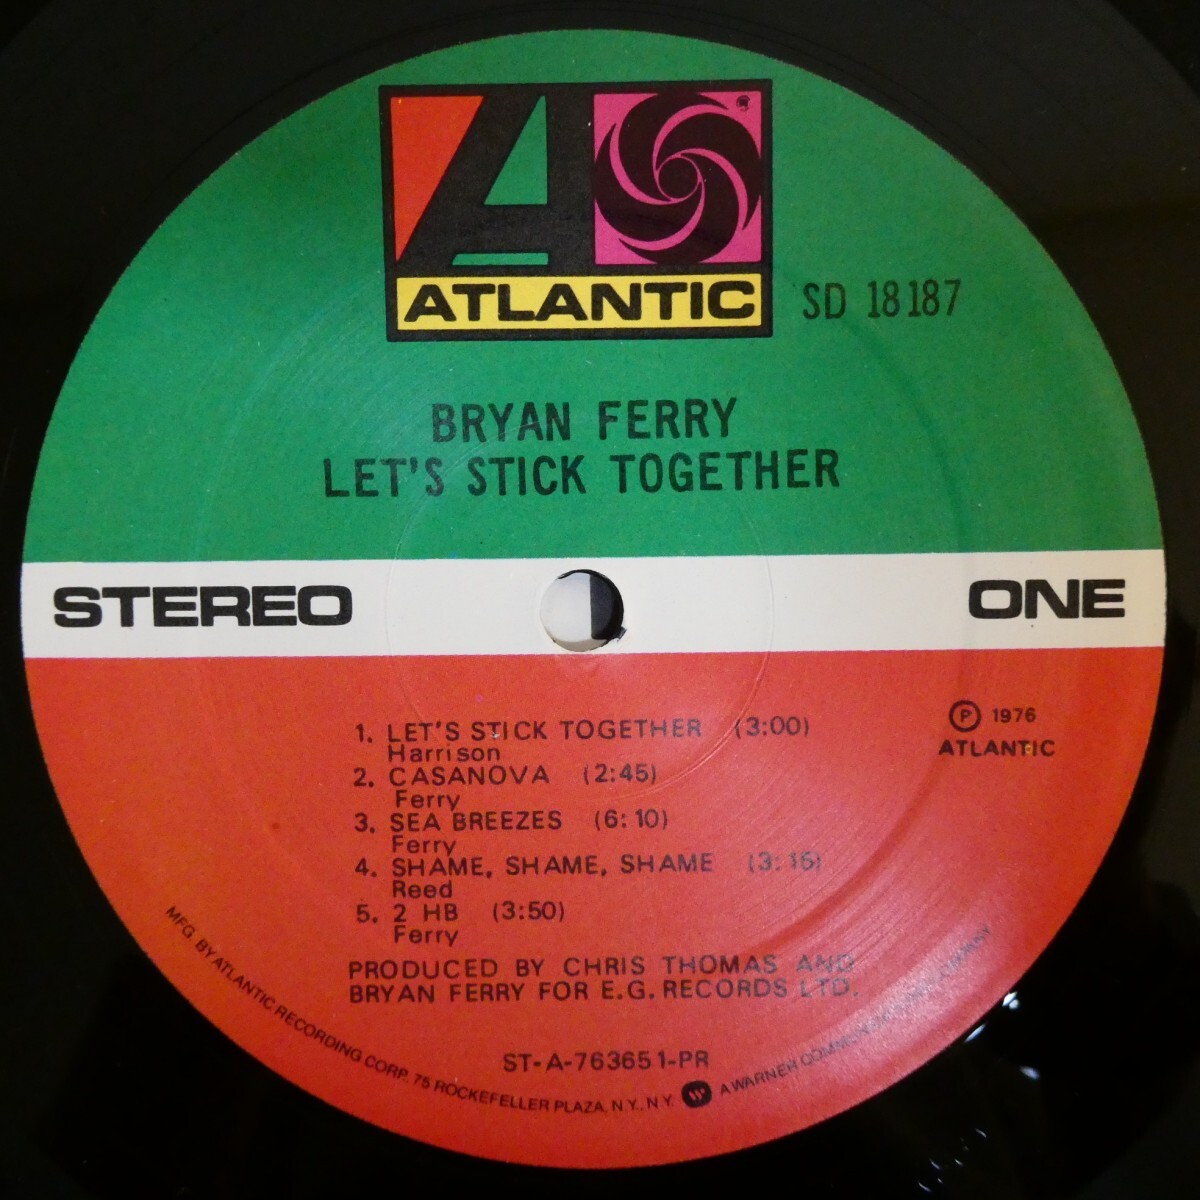 ATLANTIC
SD 18187
BRYAN FERRY
LET'S STICK TOGETHER
STEREO
ONE
1. LET'S STICK TOGETHER (3:00)
Harrison
2. CASANOVA (2:45)
Ferry
3. SEA BREEZES (6:10)
Ferry
4. SHAME, SHAME, SHAME (3:15)
Reed
5. 2 HB (3:50)
Ferry
Ⓟ 1976
ATLANTIC
PRODUCED BY CHRIS THOMAS AND
BRYAN FERRY FOR E.G. RECORDS LTD.
ST-A-763651-PR
MFG. BY ATLANTIC RECORDING CORP. 75 ROCKEFELLER PLAZA, N.Y., N.Y. A WARNER COMMUNICATIONS COMPANY